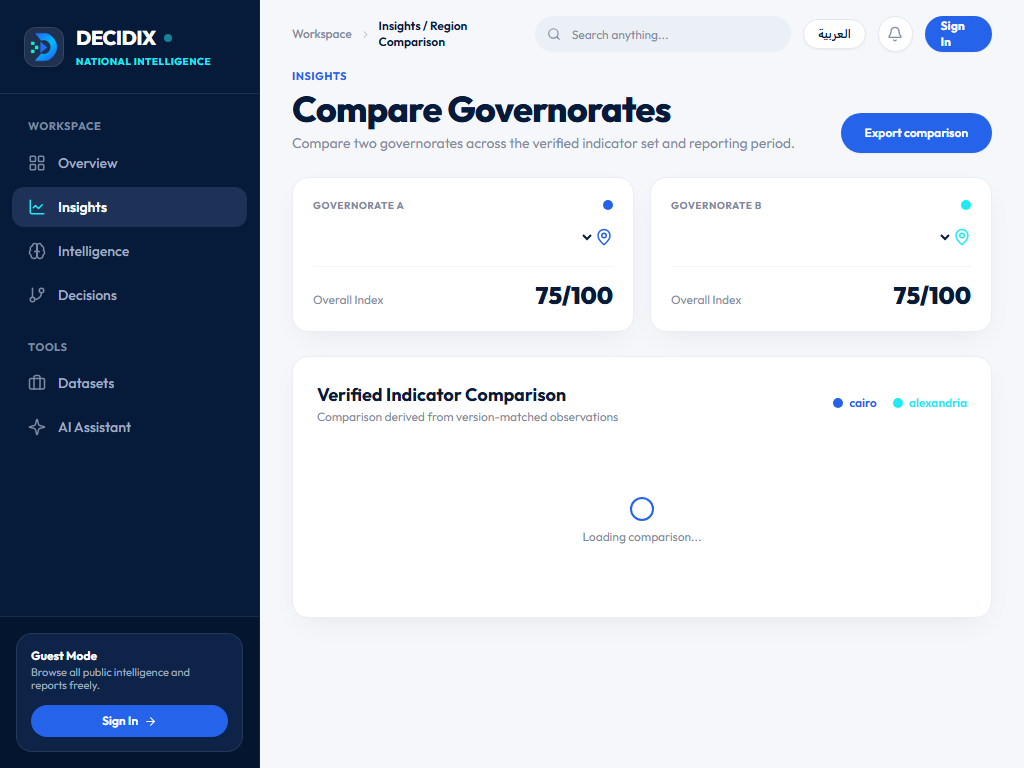 DECIDIX
NATIONAL INTELLIGENCE
WORKSPACE
Overview
Insights
Intelligence
Decisions
TOOLS
Datasets
AI Assistant
Guest Mode
Browse all public intelligence and
reports freely.
Sign In
Workspace
Insights / Region
Comparison
Search anything...
العربية
Sign
In
INSIGHTS
Compare Governorates
Compare two governorates across the verified indicator set and reporting period.
Export comparison
GOVERNORATE A
Overall Index
75/100
GOVERNORATE B
Overall Index
75/100
Verified Indicator Comparison
Comparison derived from version-matched observations
cairo
alexandria
Loading comparison...